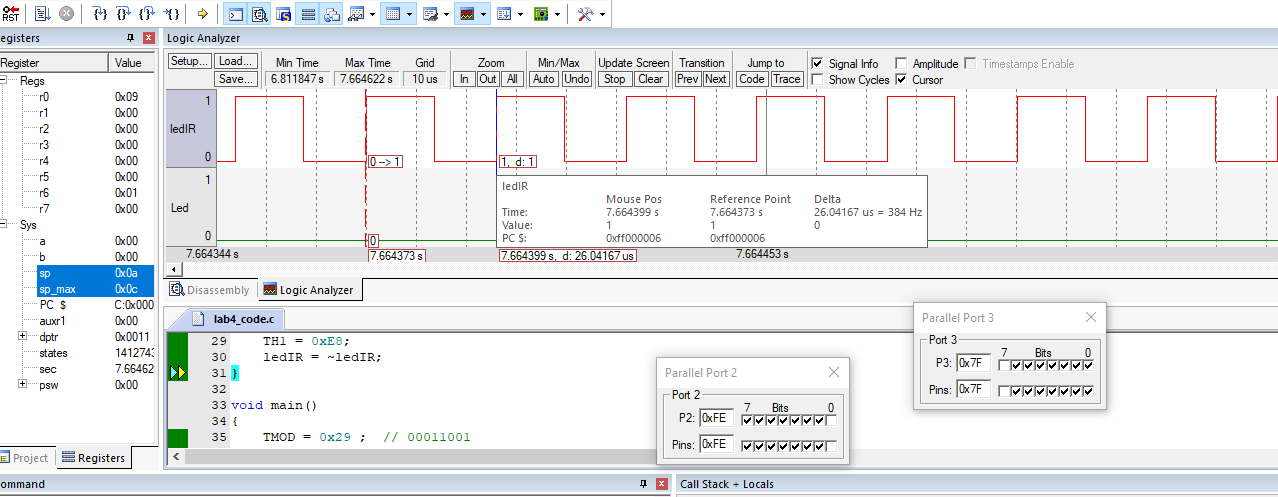 RST
egisters
Logic Analyzer
Register Value
Regs
r0 0x09
r1 0x00
r2 0x00
r3 0x00
r4 0x00
r5 0x00
r6 0x01
r7 0x00
Sys
a 0x00
b 0x00
sp 0x0a
sp_max 0x0c
PC $ C:0x000
auxr1 0x00
dptr 0x0011
states 1412743
sec 7.66462
psw 0x00
Project Registers
Setup... Load... Min Time Max Time Grid Zoom Min/Max Update Screen Transition Jump to Signal Info Amplitude Timestamps Enable
Save... 6.811847 s 7.664622 s 10 us In Out All Auto Undo Stop Clear Prev Next Code Trace Show Cycles Cursor
1
ledIR
0
0 --> 1
1, d: 1
1
Led
0
0
ledIR
Mouse Pos Reference Point Delta
Time: 7.664399 s 7.664373 s 26.04167 us = 384 Hz
Value: 1 1 0
PC $: 0xff000006 0xff000006
7.664344 s 7.664373 s 7.664399 s, d: 26.04167 us 7.664453 s
Disassembly Logic Analyzer
lab4_code.c
29 TH1 = 0xE8;
30 ledIR = ~ledIR;
31 }
32
33 void main()
34 {
35 TMOD = 0x29 ; // 00011001
Parallel Port 2
Port 2
7 Bits 0
P2: 0xFE
Pins: 0xFE
Parallel Port 3
Port 3
7 Bits 0
P3: 0x7F
Pins: 0x7F
ommand
Call Stack + Locals